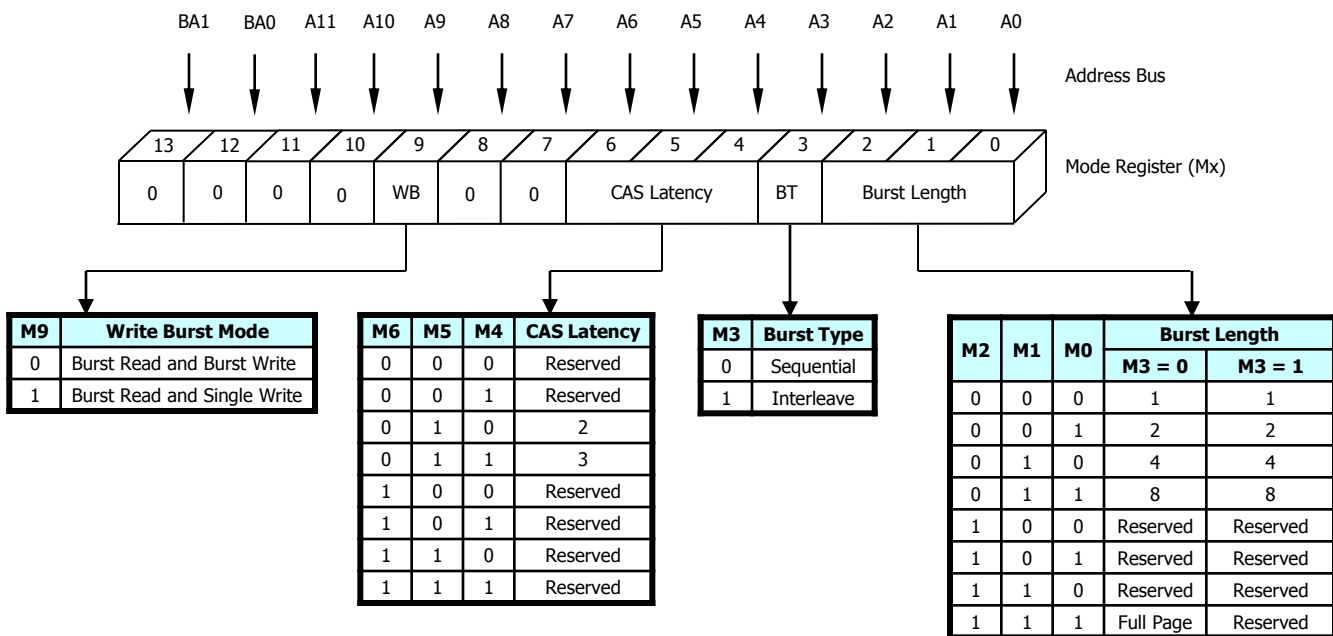 BA1 BA0 A11 A10 A9 A8 A7 A6 A5 A4 A3 A2 A1 A0
Address Bus
13 12 11 10 9 8 7 6 5 4 3 2 1 0
Mode Register (Mx)
0 0 0 0 WB 0 0 CAS Latency BT Burst Length
M9 Write Burst Mode
0 Burst Read and Burst Write
1 Burst Read and Single Write
M6 M5 M4 CAS Latency
0 0 0 Reserved
0 0 1 Reserved
0 1 0 2
0 1 1 3
1 0 0 Reserved
1 0 1 Reserved
1 1 0 Reserved
1 1 1 Reserved
M3 Burst Type
0 Sequential
1 Interleave
M2 M1 M0 Burst Length
M3 = 0 M3 = 1
0 0 0 1 1
0 0 1 2 2
0 1 0 4 4
0 1 1 8 8
1 0 0 Reserved Reserved
1 0 1 Reserved Reserved
1 1 0 Reserved Reserved
1 1 1 Full Page Reserved